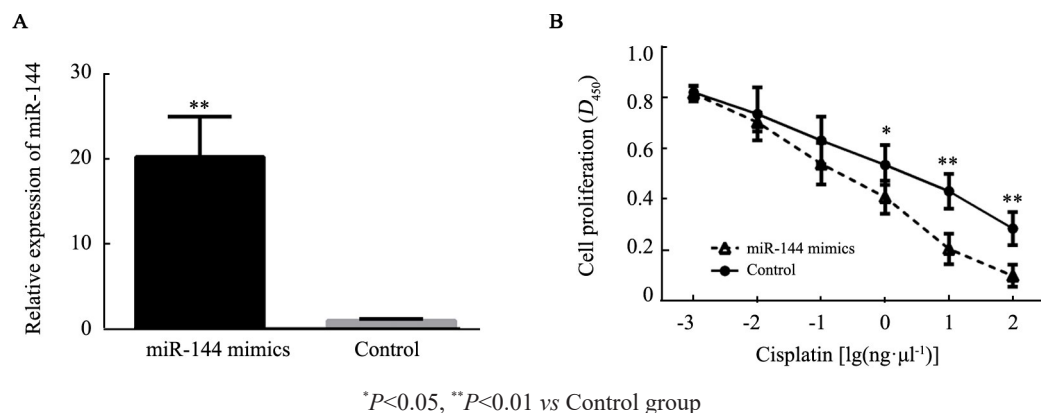 A
Relative expression of miR-144
30
20
10
0
**
miR-144 mimics
Control
B
Cell proliferation (D450)
1.0
0.8
0.6
0.4
0.2
0
*
**
**
miR-144 mimics
Control
-3
-2
-1
0
1
2
Cisplatin [lg(ng·μl-1)]
*P<0.05, **P<0.01 vs Control group